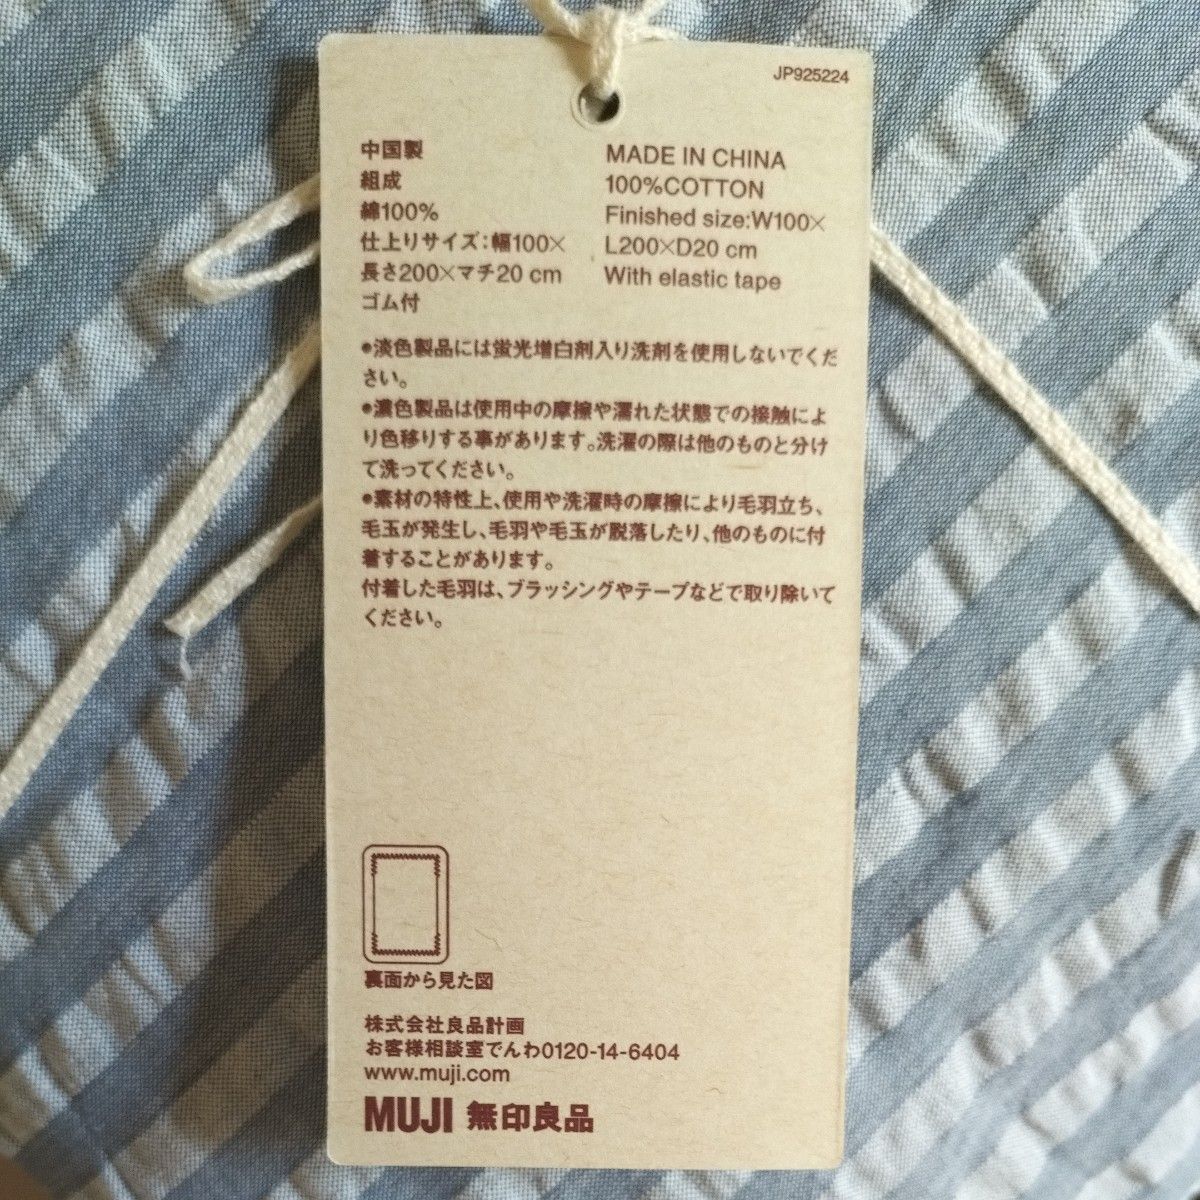 JP925224
中国製
組成
綿100%
仕上りサイズ:幅100×
長さ200×マチ20 cm
ゴム付
MADE IN CHINA
100%COTTON
Finished size:W100×
L200×D20 cm
With elastic tape
●淡色製品には蛍光増白剤入り洗剤を使用しないでくだ
さい。
●濃色製品は使用中の摩擦や濡れた状態での接触によ
り色移りする事があります。洗濯の際は他のものと分け
て洗ってください。
●素材の特性上、使用や洗濯時の摩擦により毛羽立ち、
毛玉が発生し、毛羽や毛玉が脱落したり、他のものに付
着することがあります。
付着した毛羽は、ブラッシングやテープなどで取り除いて
ください。
裏面から見た図
株式会社良品計画
お客様相談室でんわ0120-14-6404
www.muji.com
MUJI 無印良品